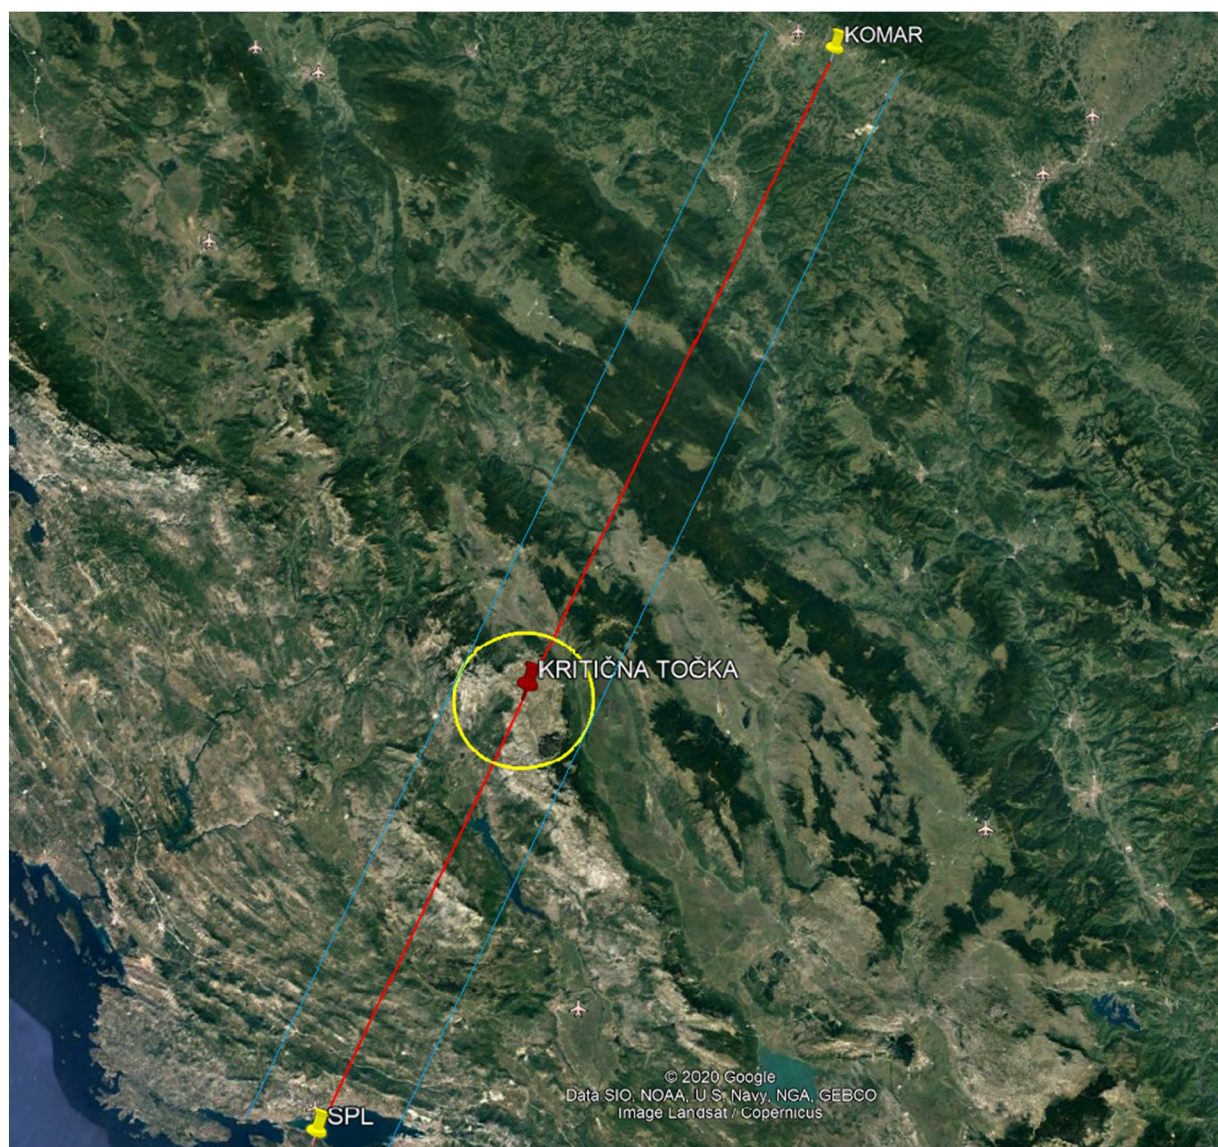 KOMAR
KRITIČNA TOČKA
SPL
© 2020 Google
Data SIO, NOAA, U.S. Navy, NGA, GEBCO
Image Landsat / Copernicus